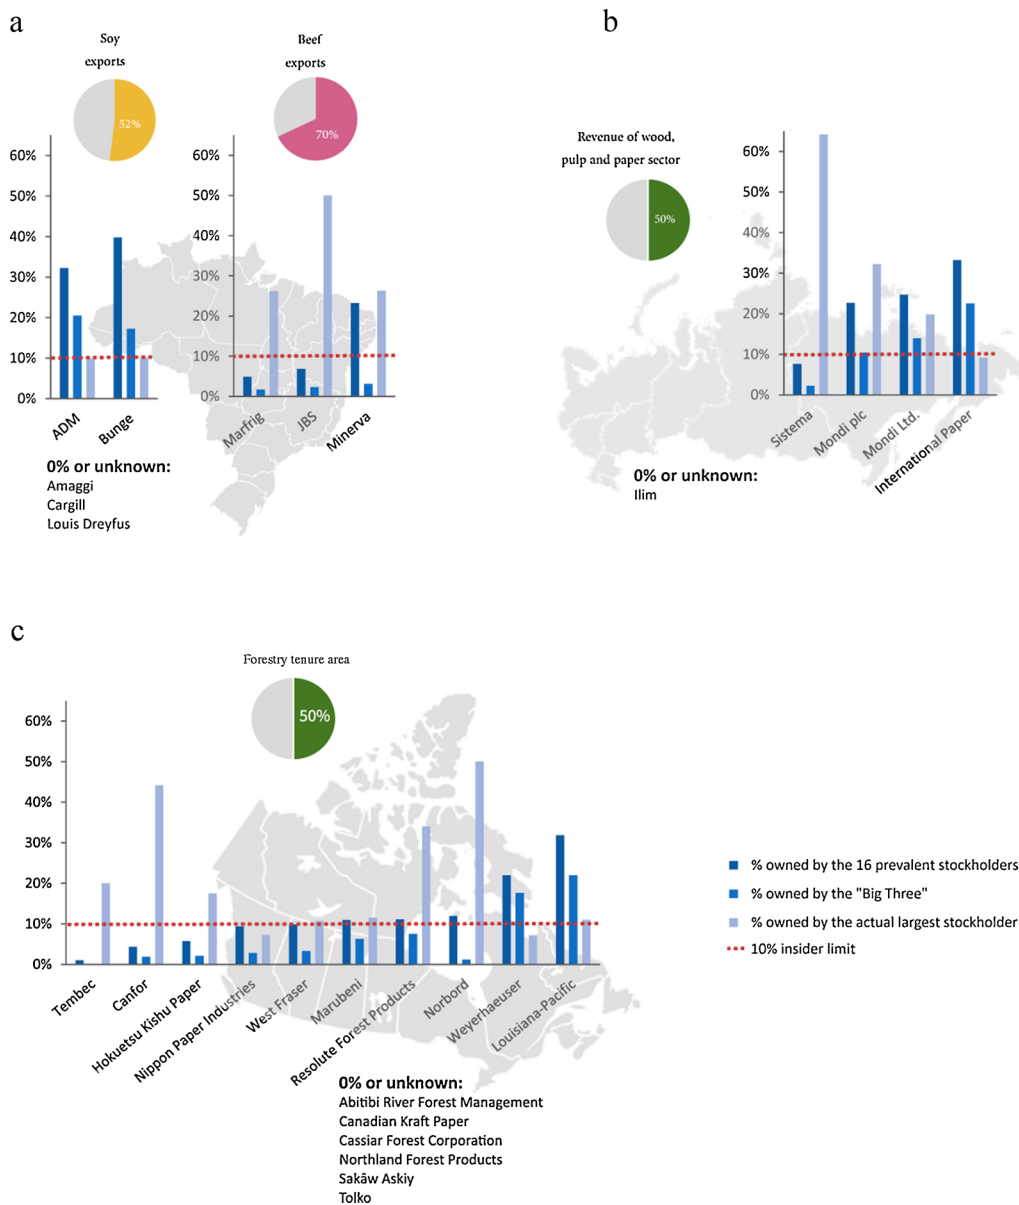 a
Soy
exports
52%
60%
50%
40%
30%
20%
10%
0%
ADM
Bunge
0% or unknown:
Amaggi
Cargill
Louis Dreyfus
Beef
exports
70%
60%
50%
40%
30%
20%
10%
0%
Marfrig
JBS
Minerva
b
Revenue of wood,
pulp and paper sector
50%
60%
50%
40%
30%
20%
10%
0%
Sistema
Mondi plc
Mondi Ltd.
International Paper
0% or unknown:
Ilim
c
Forestry tenure area
50%
60%
50%
40%
30%
20%
10%
0%
Tembec
Canfor
Hokuetsu Kishu Paper
Nippon Paper Industries
West Fraser
Marubeni
Resolute Forest Products
Norbord
Weyerhaeuser
Louisiana-Pacific
0% or unknown:
Abitibi River Forest Management
Canadian Kraft Paper
Cassiar Forest Corporation
Northland Forest Products
Sakâw Askiy
Tolko
% owned by the 16 prevalent stockholders
% owned by the "Big Three"
% owned by the actual largest stockholder
10% insider limit